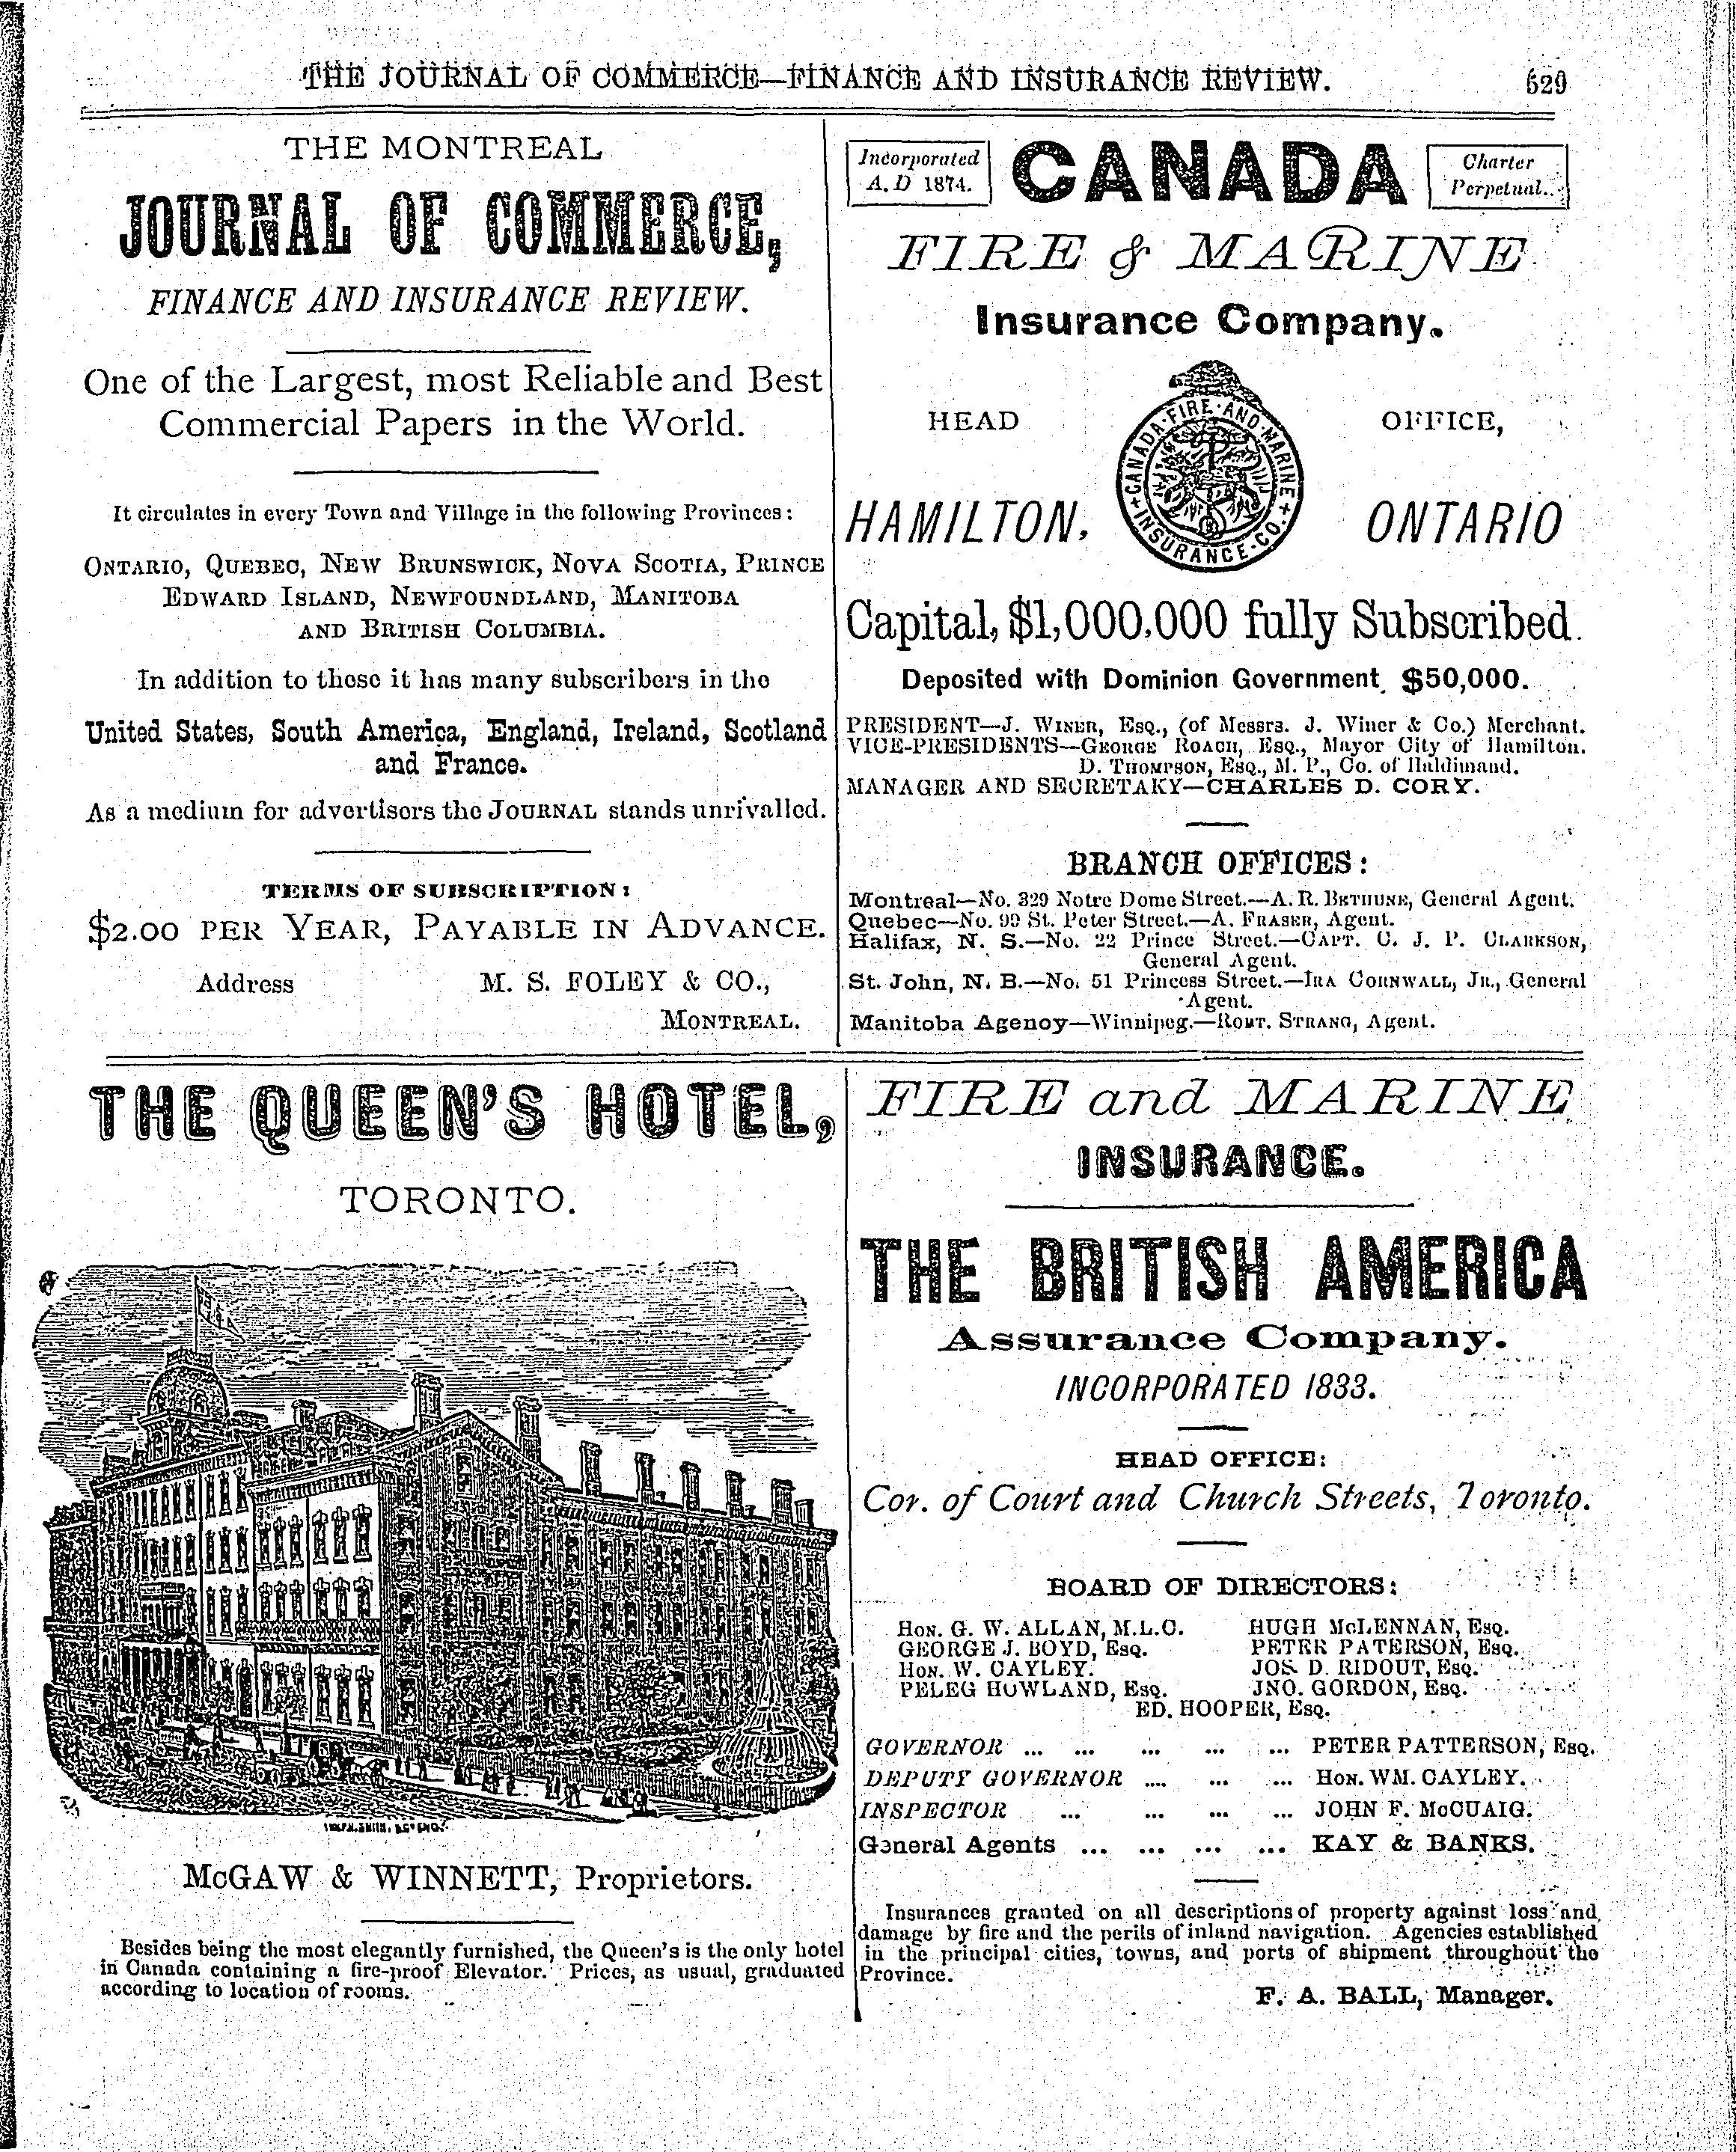 THE JOURNAL OF COMMERCE—FINANCE AND INSURANCE REVIEW. 529
THE MONTREAL
JOURNAL OF COMMERCE,
FINANCE AND INSURANCE REVIEW.
One of the Largest, most Reliable and Best
Commercial Papers in the World.
It circulates in every Town and Village in the following Provinces:
ONTARIO, QUEBEC, NEW BRUNSWICK, NOVA SCOTIA, PRINCE
EDWARD ISLAND, NEWFOUNDLAND, MANITOBA
AND BRITISH COLUMBIA.
In addition to these it has many subscribers in the
United States, South America, England, Ireland, Scotland
and France.
As a medium for advertisers the JOURNAL stands unrivalled.
TERMS OF SUBSCRIPTION:
$2.00 PER YEAR, PAYABLE IN ADVANCE.
Address M. S. FOLEY & CO.,
MONTREAL.
Incorporated
A.D 1874.
CANADA
Charter
Perpetual.
FIRE & MARINE
Insurance Company.
HEAD OFFICE,
CANADA·FIRE·AND·MARINE
INSURANCE·CO.
HAMILTON, ONTARIO
Capital, $1,000,000 fully Subscribed.
Deposited with Dominion Government, $50,000.
PRESIDENT—J. WINER, Esq., (of Messrs. J. Winer & Co.) Merchant.
VICE-PRESIDENTS—GEORGE ROACH, Esq., Mayor City of Hamilton.
D. THOMPSON, Esq., M. P., Co. of Haldimand.
MANAGER AND SECRETARY—CHARLES D. CORY.
BRANCH OFFICES:
Montreal—No. 329 Notre Dome Street.—A. R. BETHUNE, General Agent.
Quebec—No. 99 St. Peter Street.—A. FRASER, Agent.
Halifax, N. S.—No. 22 Prince Street.—CAPT. C. J. P. CLARKSON,
General Agent.
St. John, N. B.—No. 51 Princess Street.—IRA CORNWALL, JR., General
Agent.
Manitoba Agency—Winnipeg.—ROBT. STRANG, Agent.
THE QUEEN'S HOTEL,
TORONTO.
McGAW & WINNETT, Proprietors.
Besides being the most elegantly furnished, the Queen's is the only hotel
in Canada containing a fire-proof Elevator. Prices, as usual, graduated
according to location of rooms.
FIRE and MARINE
INSURANCE.
THE BRITISH AMERICA
Assurance Company.
INCORPORATED 1833.
HEAD OFFICE:
Cor. of Court and Church Streets, Toronto.
BOARD OF DIRECTORS:
HON. G. W. ALLAN, M.L.C. HUGH McLENNAN, Esq.
GEORGE J. BOYD, Esq. PETER PATERSON, Esq.
HON. W. CAYLEY. JOS. D. RIDOUT, Esq.
PELEG HOWLAND, Esq. JNO. GORDON, Esq.
ED. HOOPER, Esq.
GOVERNOR ... ... ... ... ... PETER PATTERSON, Esq.
DEPUTY GOVERNOR .... ... ... HON. WM. CAYLEY.
INSPECTOR ... ... ... ... JOHN F. McCUAIG.
General Agents ... ... ... ... KAY & BANKS.
Insurances granted on all descriptions of property against loss and
damage by fire and the perils of inland navigation. Agencies established
in the principal cities, towns, and ports of shipment throughout the
Province.
F. A. BALL, Manager.